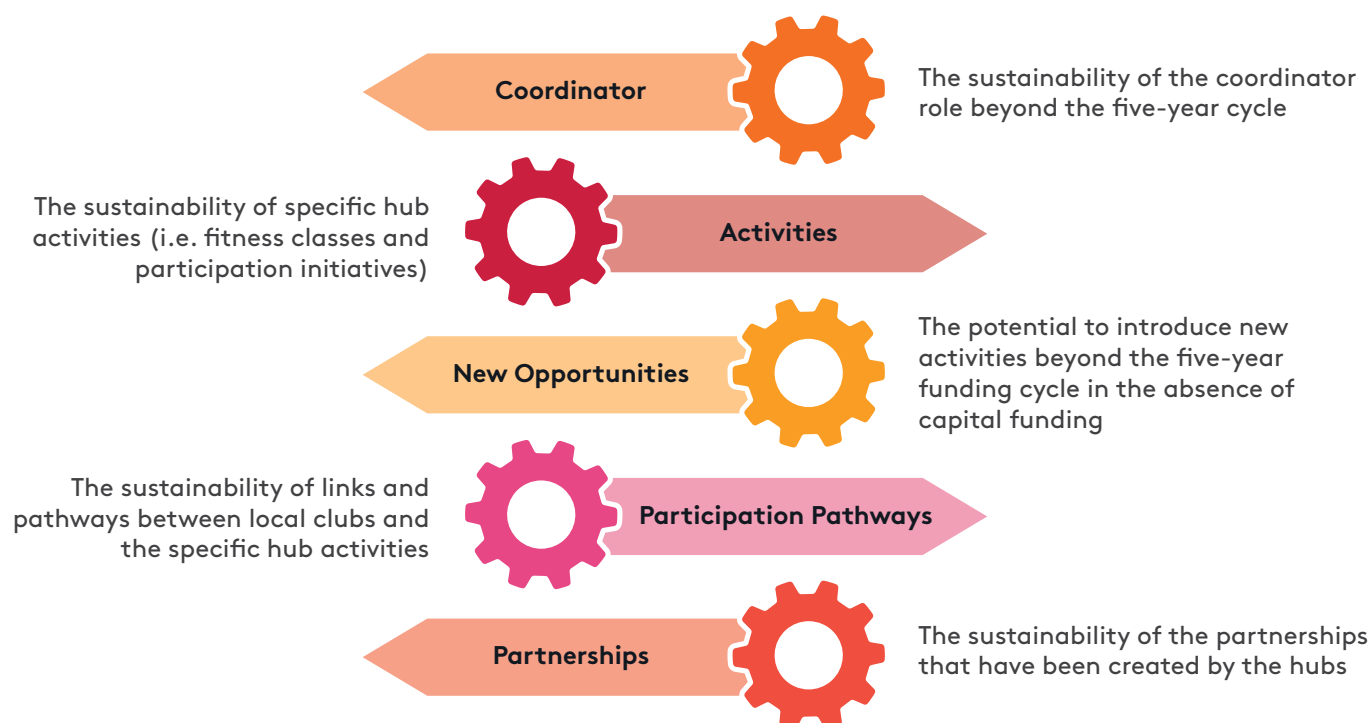 Coordinator
The sustainability of the coordinator
role beyond the five-year cycle
The sustainability of specific hub
activities (i.e. fitness classes and
participation initiatives)
Activities
New Opportunities
The potential to introduce new
activities beyond the five-year
funding cycle in the absence of
capital funding
The sustainability of links and
pathways between local clubs and
the specific hub activities
Participation Pathways
Partnerships
The sustainability of the partnerships
that have been created by the hubs